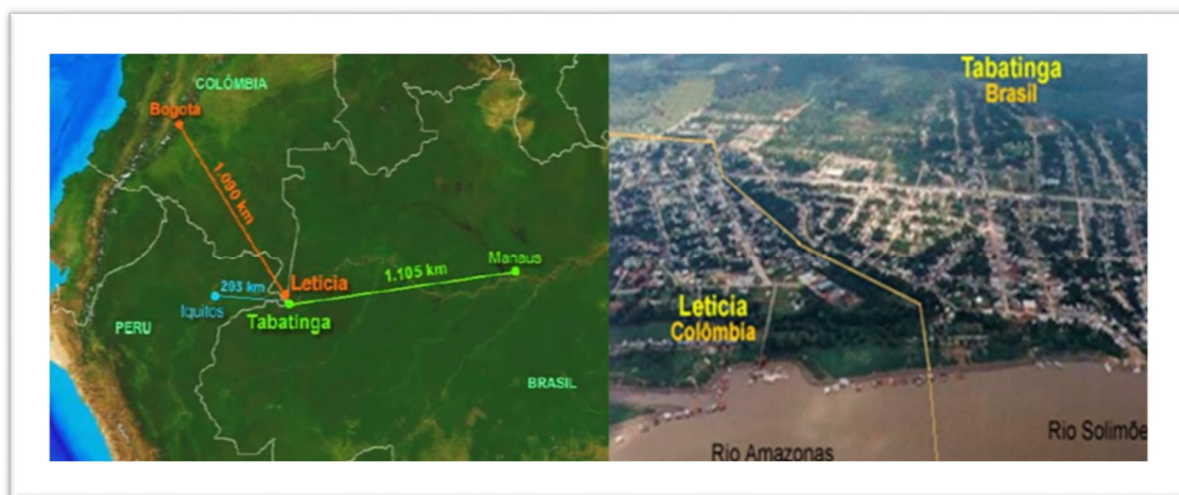 COLÔMBIA
Bogotá
1.090 km
Leticia
1.105 km
Manaus
203 km
Iquitos
Tabatinga
PERU
BRASIL
Tabatinga
Brasil
Leticia
Colômbia
Rio Amazonas
Rio Solimõe